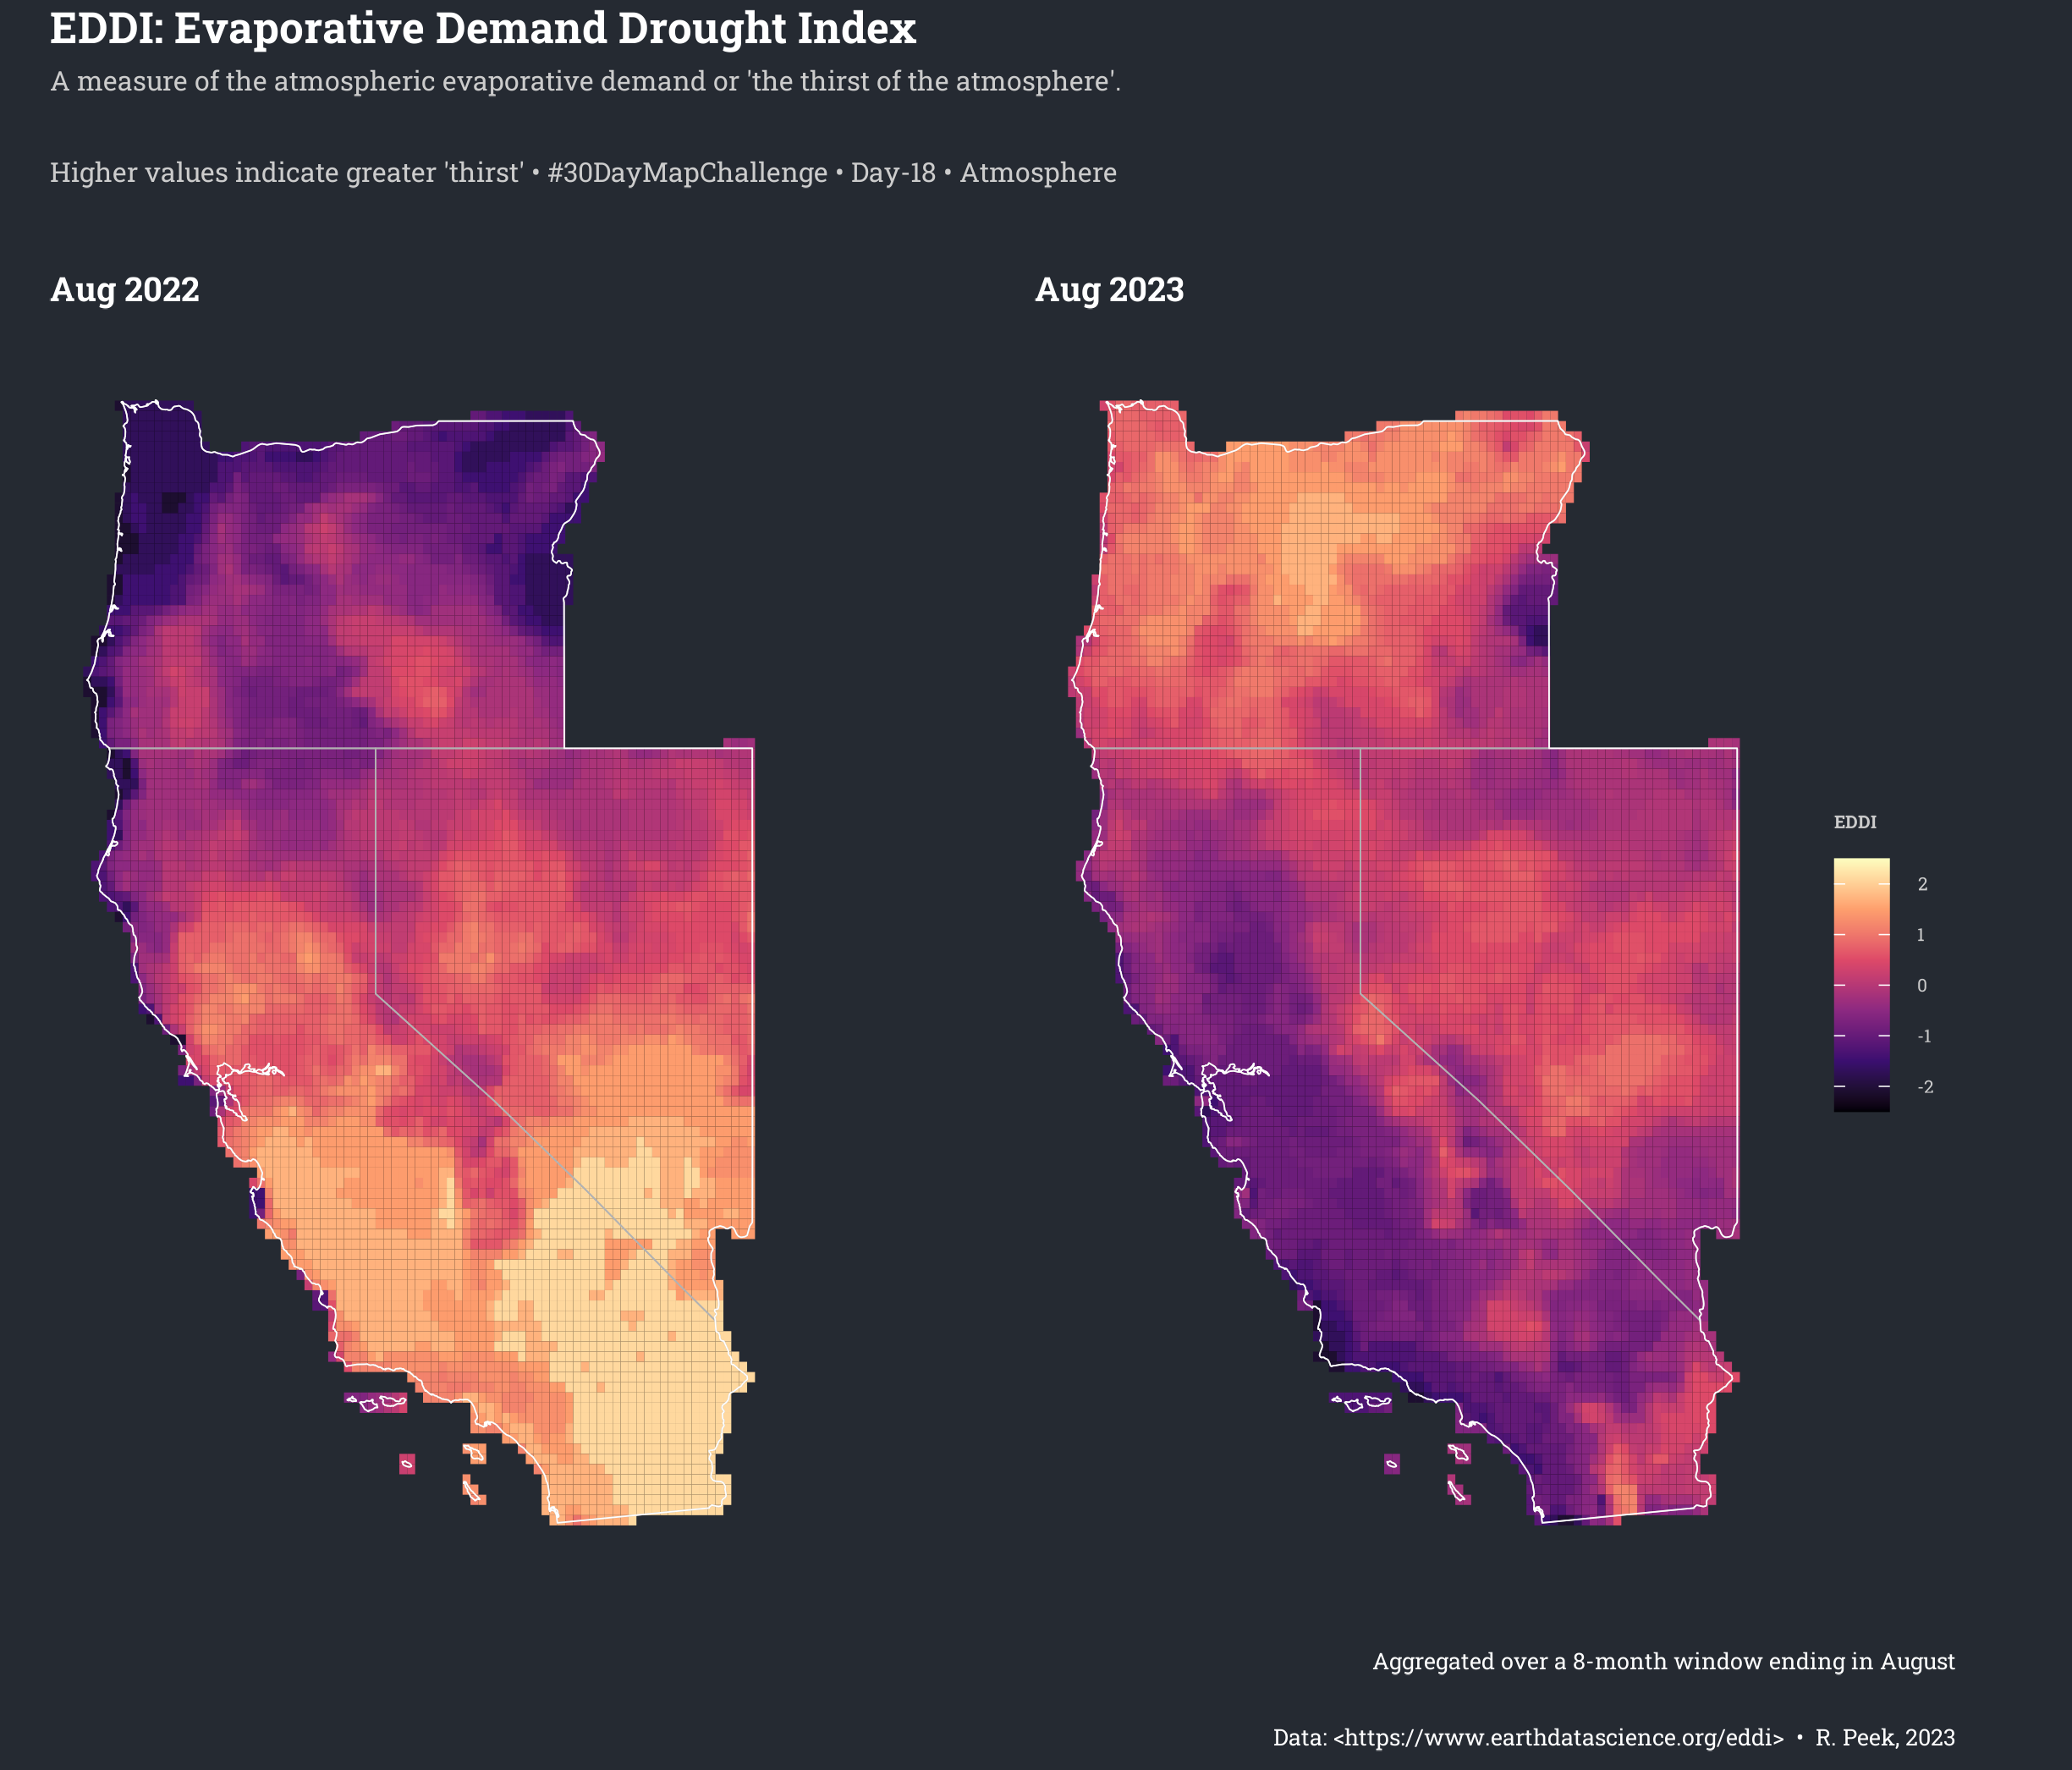 EDDI: Evaporative Demand Drought Index
A measure of the atmospheric evaporative demand or 'the thirst of the atmosphere'.
Higher values indicate greater 'thirst' • #30DayMapChallenge • Day-18 • Atmosphere
Aug 2022
Aug 2023
EDDI
2
1
0
-1
-2
Aggregated over a 8-month window ending in August
Data: <https://www.earthdatascience.org/eddi> • R. Peek, 2023